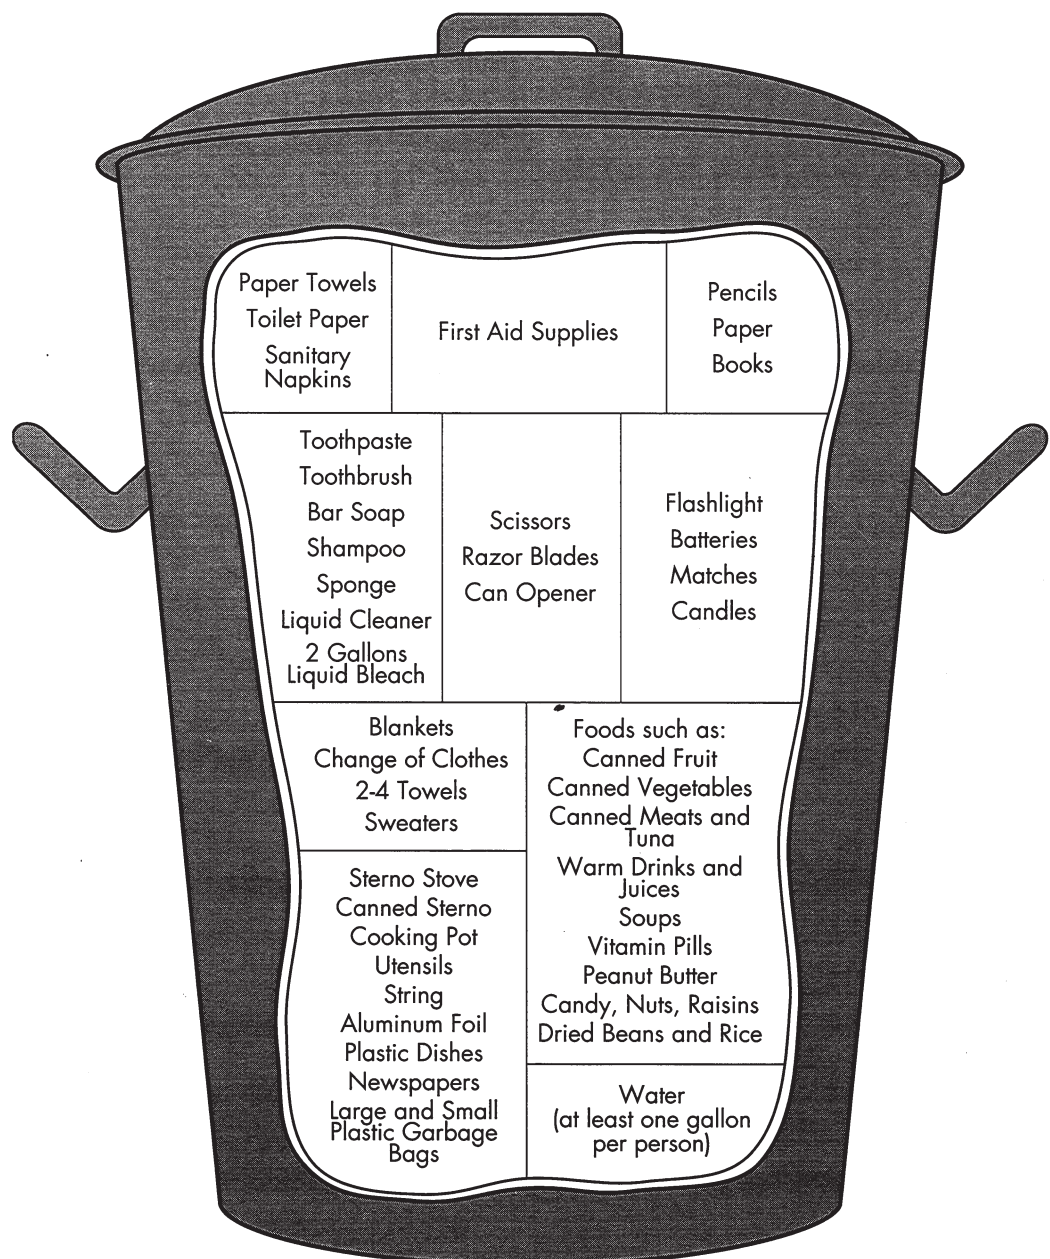 Paper Towels
Toilet Paper
Sanitary
Napkins
First Aid Supplies
Pencils
Paper
Books
Toothpaste
Toothbrush
Bar Soap
Shampoo
Sponge
Liquid Cleaner
2 Gallons
Liquid Bleach
Scissors
Razor Blades
Can Opener
Flashlight
Batteries
Matches
Candles
Blankets
Change of Clothes
2-4 Towels
Sweaters
Sterno Stove
Canned Sterno
Cooking Pot
Utensils
String
Aluminum Foil
Plastic Dishes
Newspapers
Large and Small
Plastic Garbage
Bags
Foods such as:
Canned Fruit
Canned Vegetables
Canned Meats and
Tuna
Warm Drinks and
Juices
Soups
Vitamin Pills
Peanut Butter
Candy, Nuts, Raisins
Dried Beans and Rice
Water
(at least one gallon
per person)